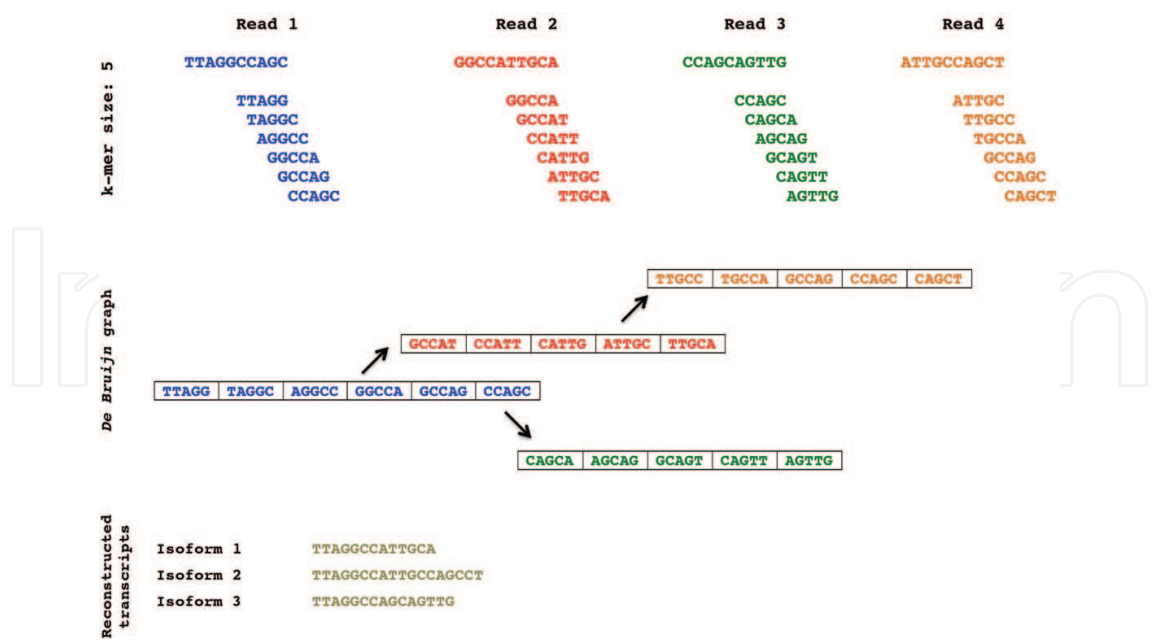 Read 1 Read 2 Read 3 Read 4
k-mer size: 5
TTAGGCCAGC GGCCATTGCA CCAGCAGTTG ATTGCCAGCT
TTAGG GGCCA CCAGC ATTGC
TAGGC GCCAT CAGCA TTGCC
AGGCC CCATT AGCAG TGCCA
GGCCA CATTG GCAGT GCCAG
GCCAG ATTGC CAGTT CCAGC
CCAGC TTGCA AGTTG CAGCT
De Bruijn graph
TTGCC TGCCA GCCAG CCAGC CAGCT
GCCAT CCATT CATTG ATTGC TTGCA
TTAGG TAGGC AGGCC GGCCA GCCAG CCAGC
CAGCA AGCAG GCAGT CAGTT AGTTG
Reconstructed
transcripts
Isoform 1 TTAGGCCATTGCA
Isoform 2 TTAGGCCATTGCCAGCCT
Isoform 3 TTAGGCCAGCAGTTG